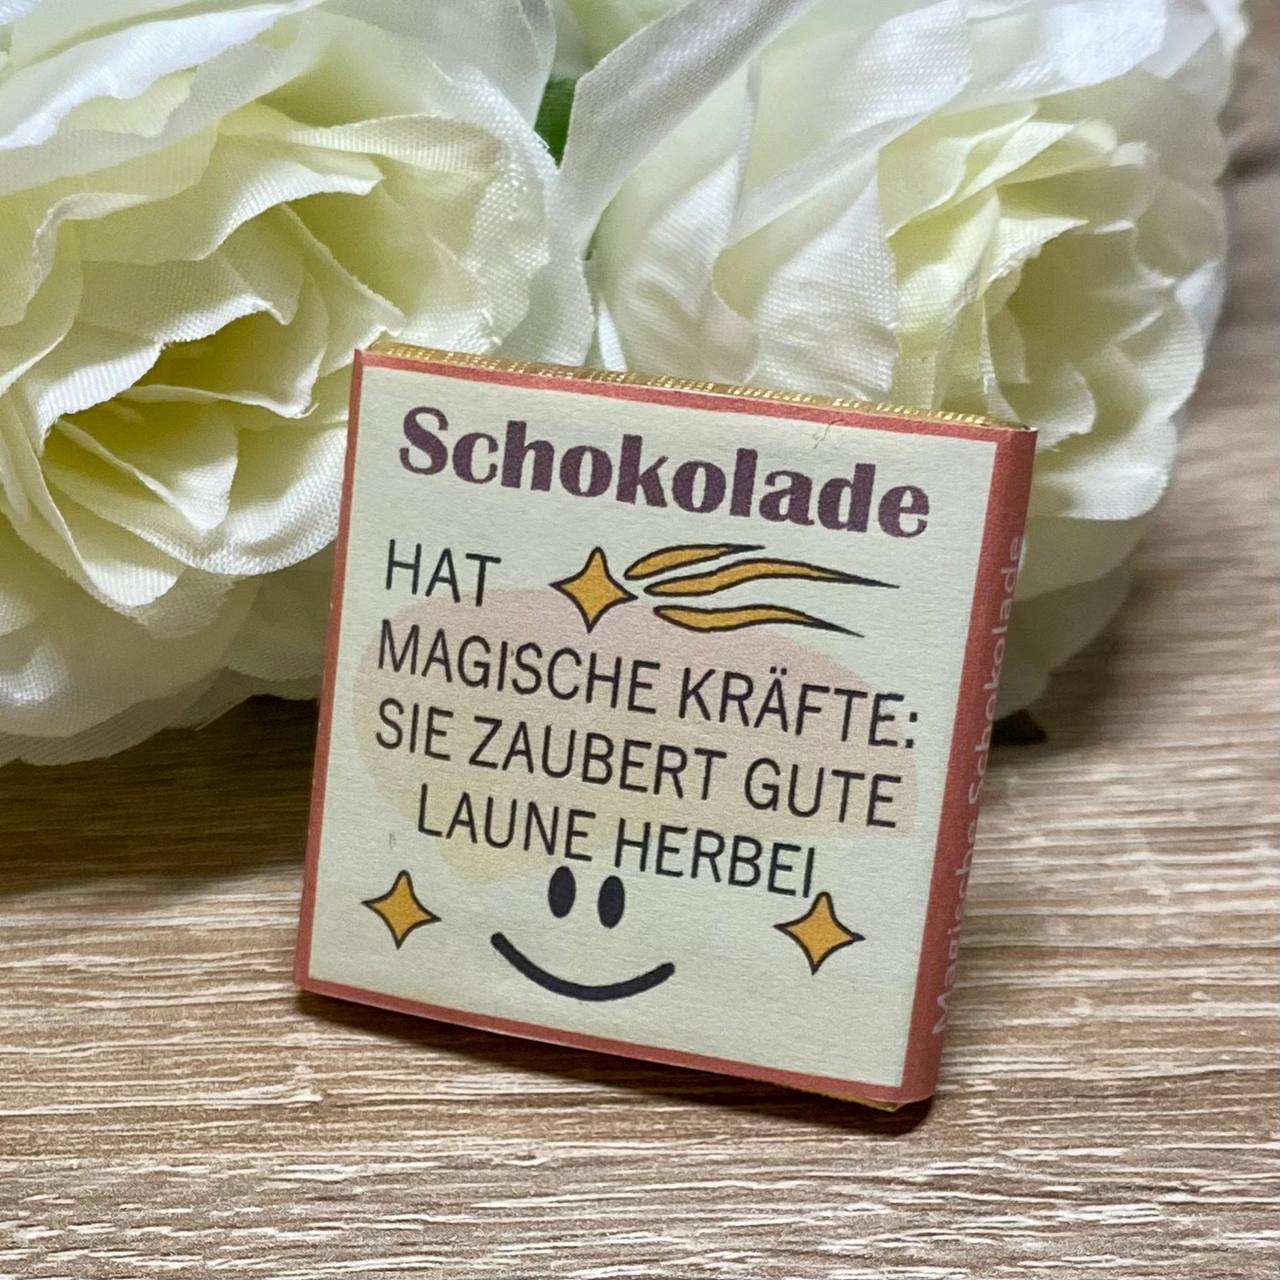 Schokolade
HAT
MAGISCHE KRÄFTE:
SIE ZAUBERT GUTE
LAUNE HERBEI
Magische Schokolade